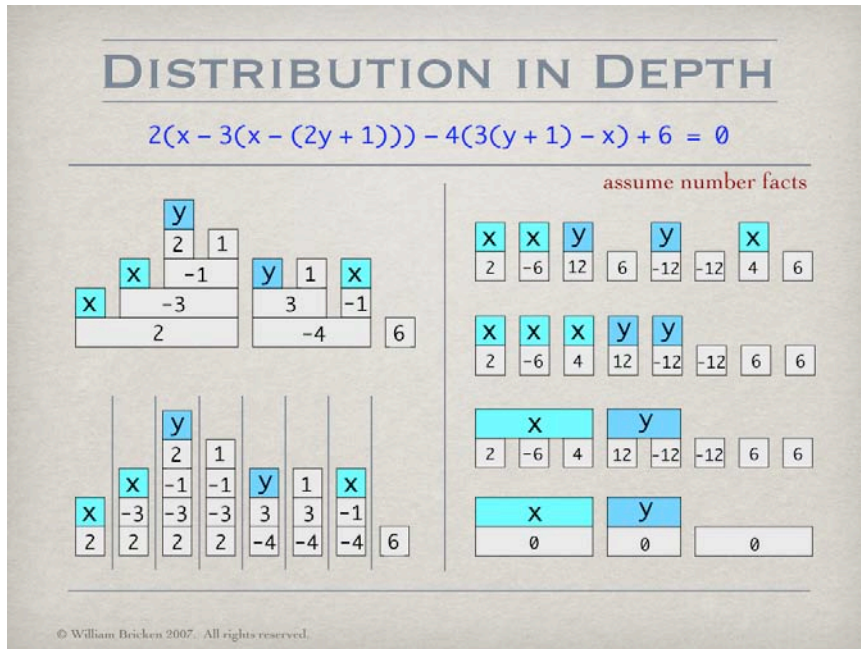 DISTRIBUTION IN DEPTH
2(x – 3(x – (2y + 1))) – 4(3(y + 1) – x) + 6 = 0
assume number facts
y
2 1
x -1 y 1 x
x -3 3 -1
2 -4 6
y
2 1
x -1 -1 y 1 x
x -3 -3 -3 3 3 -1
2 2 2 2 -4 -4 -4 6
x x y y x
2 -6 12 6 -12 -12 4 6
x x x y y
2 -6 4 12 -12 -12 6 6
x y
2 -6 4 12 -12 -12 6 6
x y
0 0 0
© William Bricken 2007. All rights reserved.